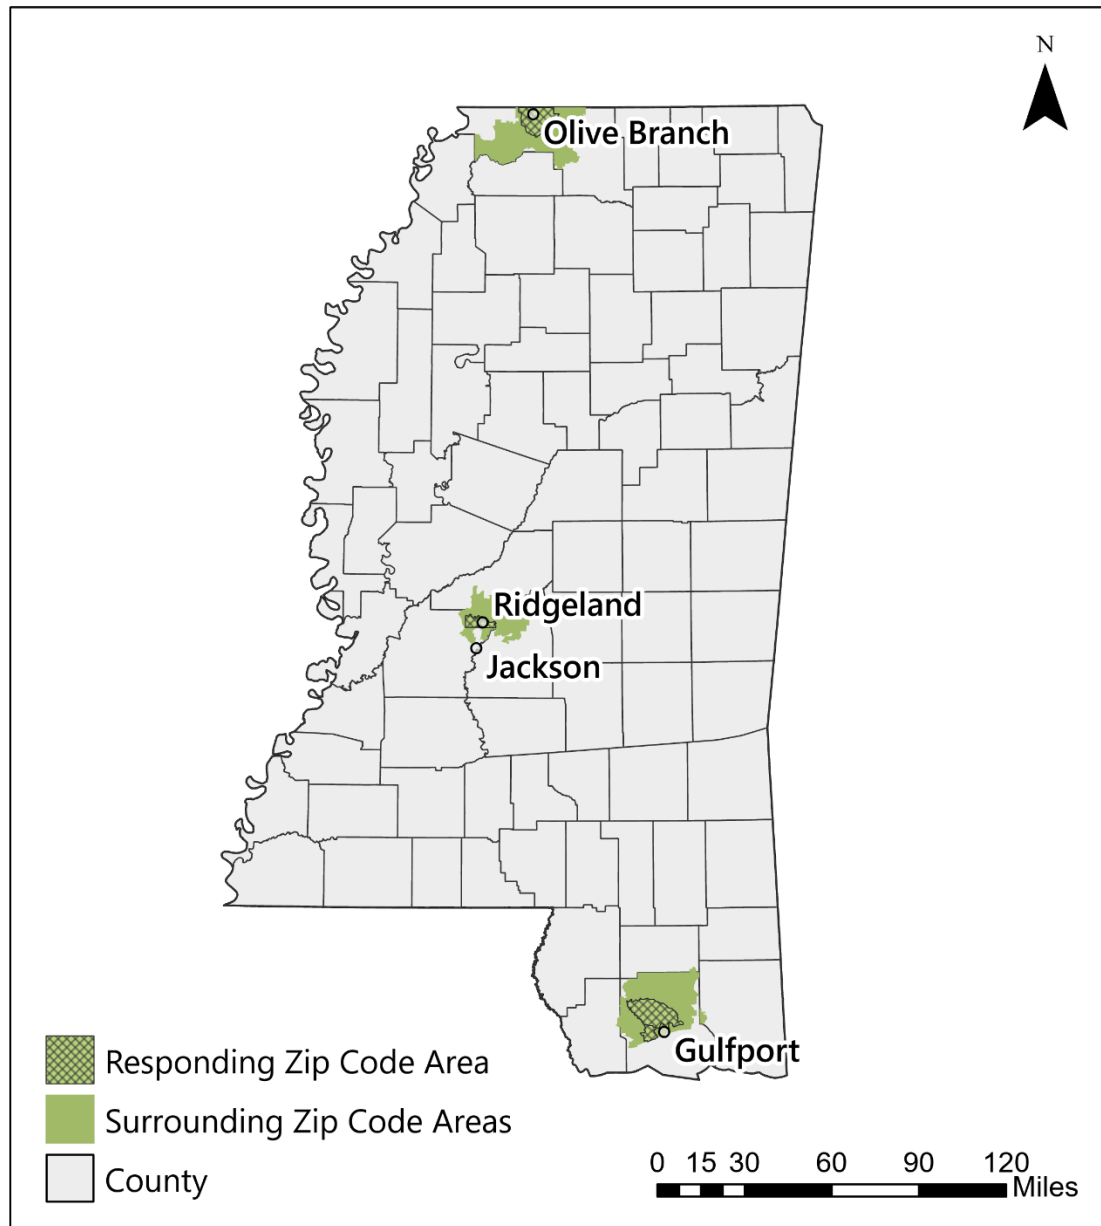 N
Olive Branch
Ridgeland
Jackson
Gulfport
Responding Zip Code Area
Surrounding Zip Code Areas
County
0 15 30 60 90 120
Miles